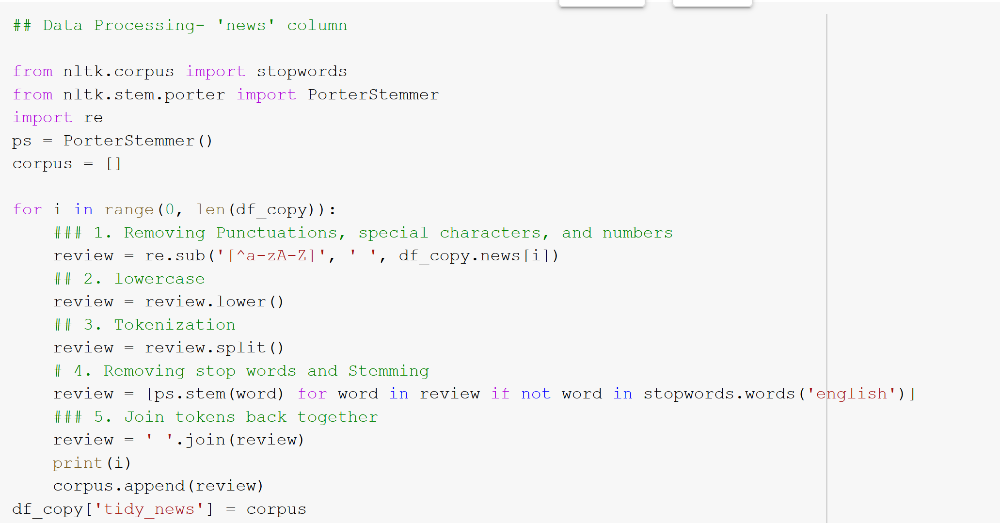 ## Data Processing- 'news' column
from nltk.corpus import stopwords
from nltk.stem.porter import PorterStemmer
import re
ps = PorterStemmer()
corpus = []
for i in range(0, len(df_copy)):
    ### 1. Removing Punctuations, special characters, and numbers
    review = re.sub('[^a-zA-Z]', ' ', df_copy.news[i])
    ## 2. lowercase
    review = review.lower()
    ## 3. Tokenization
    review = review.split()
    # 4. Removing stop words and Stemming
    review = [ps.stem(word) for word in review if not word in stopwords.words('english')]
    ### 5. Join tokens back together
    review = ' '.join(review)
    print(i)
    corpus.append(review)
df_copy['tidy_news'] = corpus